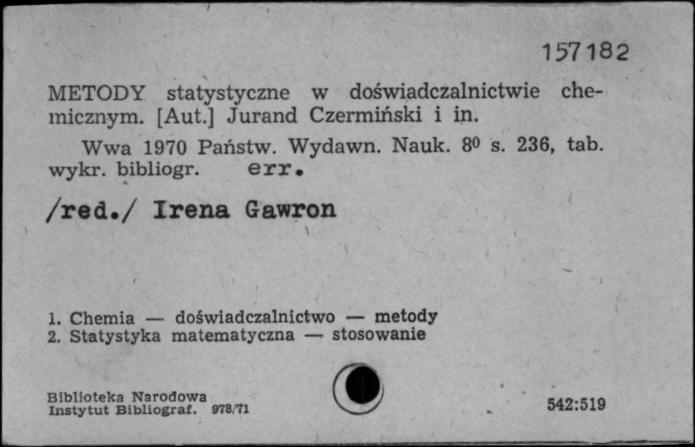 157182
METODY statystyczne w doświadczalnictwie che-
micznym. [Aut.] Jurand Czermiński i in.
Wwa 1970 Państw. Wydawn. Nauk. 8⁰ s. 236, tab.
wykr. bibliogr. err.
/red./ Irena Gawron
1. Chemia — doświadczalnictwo — metody
2. Statystyka matematyczna — stosowanie
Biblioteka Narodowa
Instytut Bibliograf. 978/71
542:519